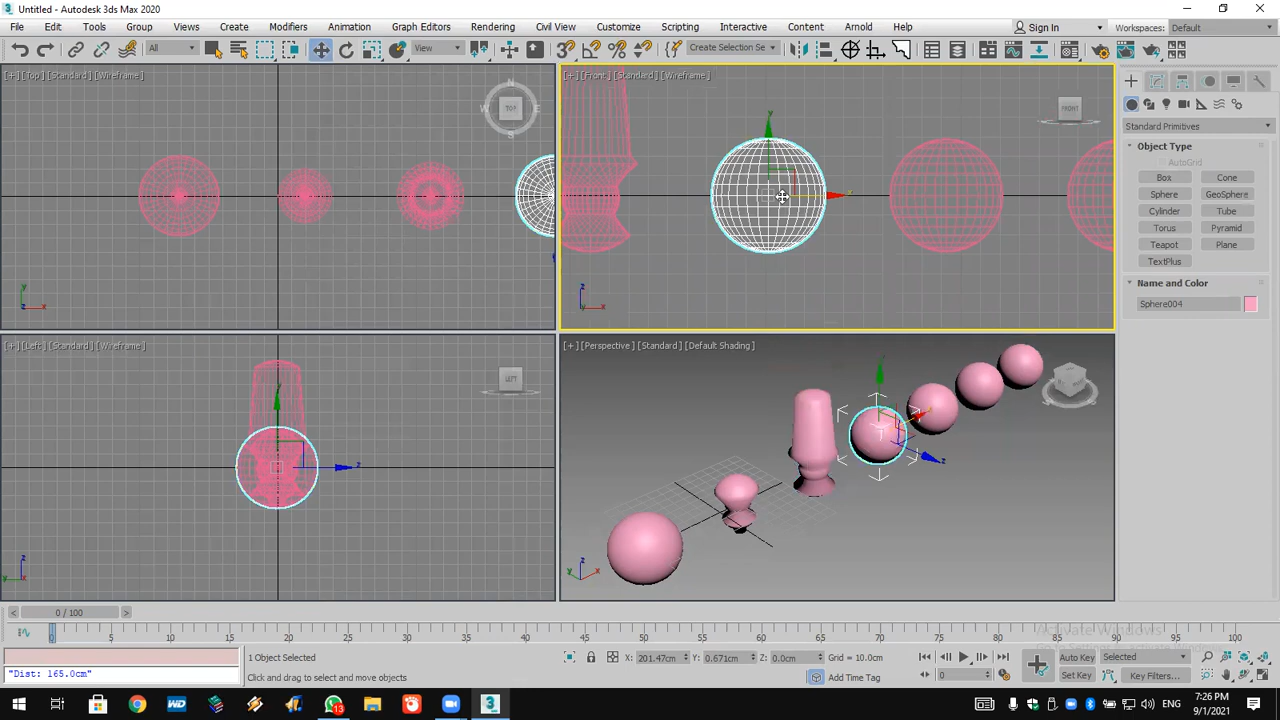 Untitled - Autodesk 3ds Max 2020
File Edit Tools Group Views Create Modifiers Animation Graph Editors Rendering Civil View Customize Scripting Interactive Content Arnold Help Sign In Workspaces: Default
All View Create Selection Se
[+] [Top] [Standard] [Wireframe]
N
W TOP E
S
y
z x
[+] [Front] [Standard] [Wireframe]
FRONT
y
x
z
y x
[+] [Left] [Standard] [Wireframe]
LEFT
y
z
z
y x
[+] [Perspective] [Standard] [Default Shading]
z
z
y x
Standard Primitives
Object Type
AutoGrid
Box Cone
Sphere GeoSphere
Cylinder Tube
Torus Pyramid
Teapot Plane
TextPlus
Name and Color
Sphere004
< 0 / 100 >
0 5 10 15 20 25 30 35 40 45 50 55 60 65 70 75 80 85 90 95 100
Activate Windows
1 Object Selected X: 201.47cm Y: 0.671cm Z: 0.0cm Grid = 10.0cm Auto Key Selected
"Dist: 165.0cm" Click and drag to select and move objects Add Time Tag 0 Set Key Key Filters...
WD 13 3 ENG 7:26 PM
9/1/2021